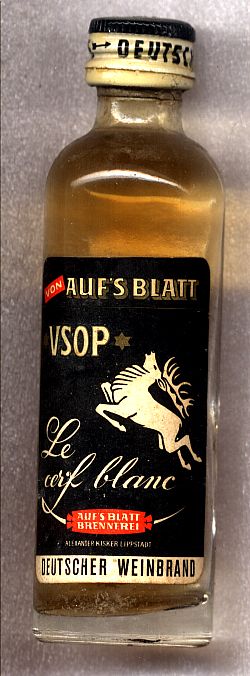 DEUTSC
VON AUF'S BLATT
VSOP
Le
cerf blanc
AUF'S BLATT
BRENNEREI
ALEXANDER KISKER LIPPSTADT
DEUTSCHER WEINBRAND